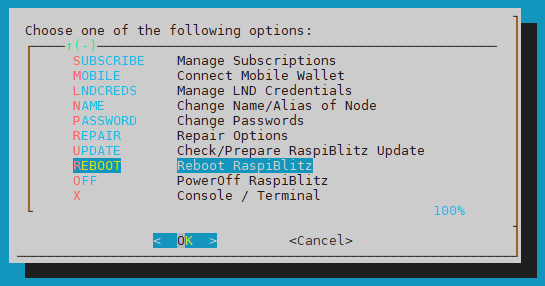 Choose one of the following options:
↑(-)
SUBSCRIBE Manage Subscriptions
MOBILE Connect Mobile Wallet
LNDCREDS Manage LND Credentials
NAME Change Name/Alias of Node
PASSWORD Change Passwords
REPAIR Repair Options
UPDATE Check/Prepare RaspiBlitz Update
REBOOT Reboot RaspiBlitz
OFF PowerOff RaspiBlitz
X Console / Terminal
100%
< OK > <Cancel>